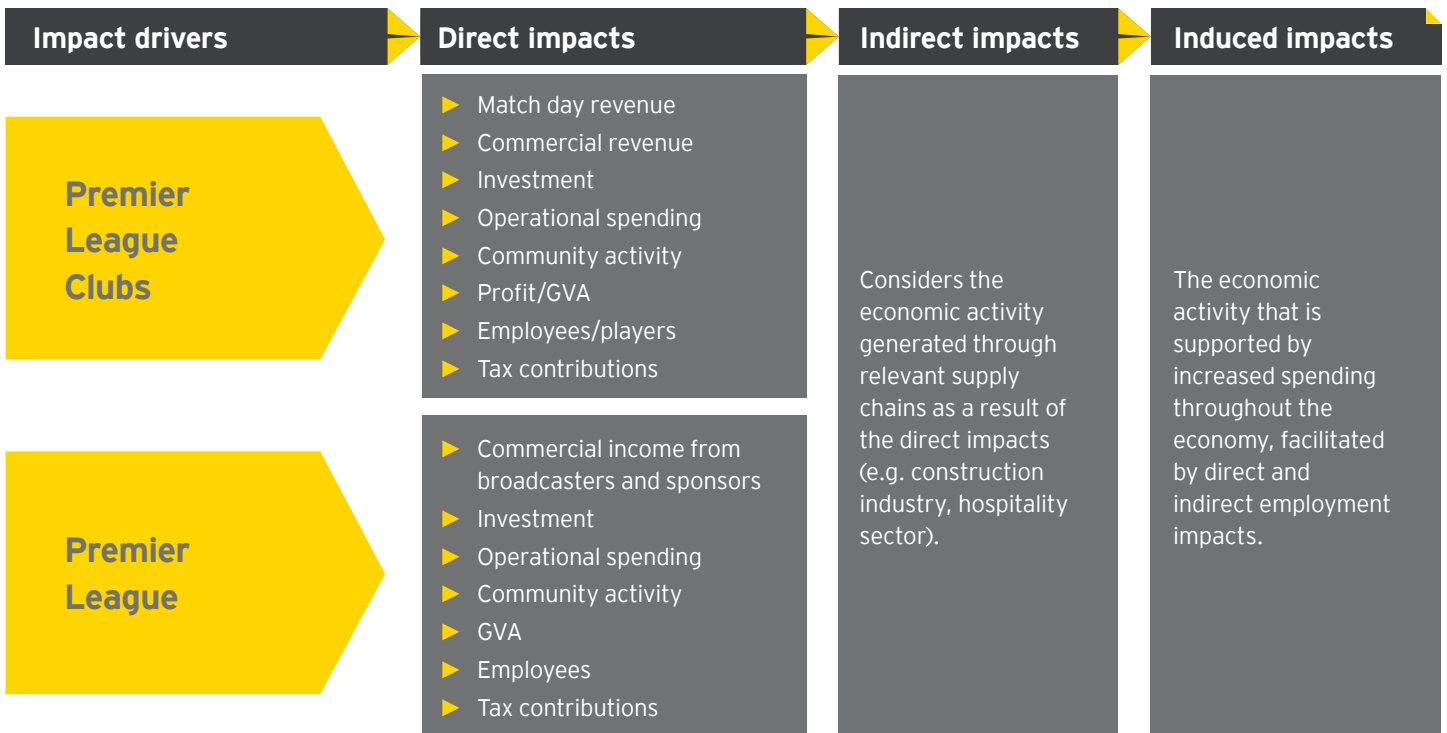 Impact drivers
Direct impacts
Indirect impacts
Induced impacts
Premier
League
Clubs
► Match day revenue
► Commercial revenue
► Investment
► Operational spending
► Community activity
► Profit/GVA
► Employees/players
► Tax contributions
Premier
League
► Commercial income from
broadcasters and sponsors
► Investment
► Operational spending
► Community activity
► GVA
► Employees
► Tax contributions
Considers the
economic activity
generated through
relevant supply
chains as a result of
the direct impacts
(e.g. construction
industry, hospitality
sector).
The economic
activity that is
supported by
increased spending
throughout the
economy, facilitated
by direct and
indirect employment
impacts.